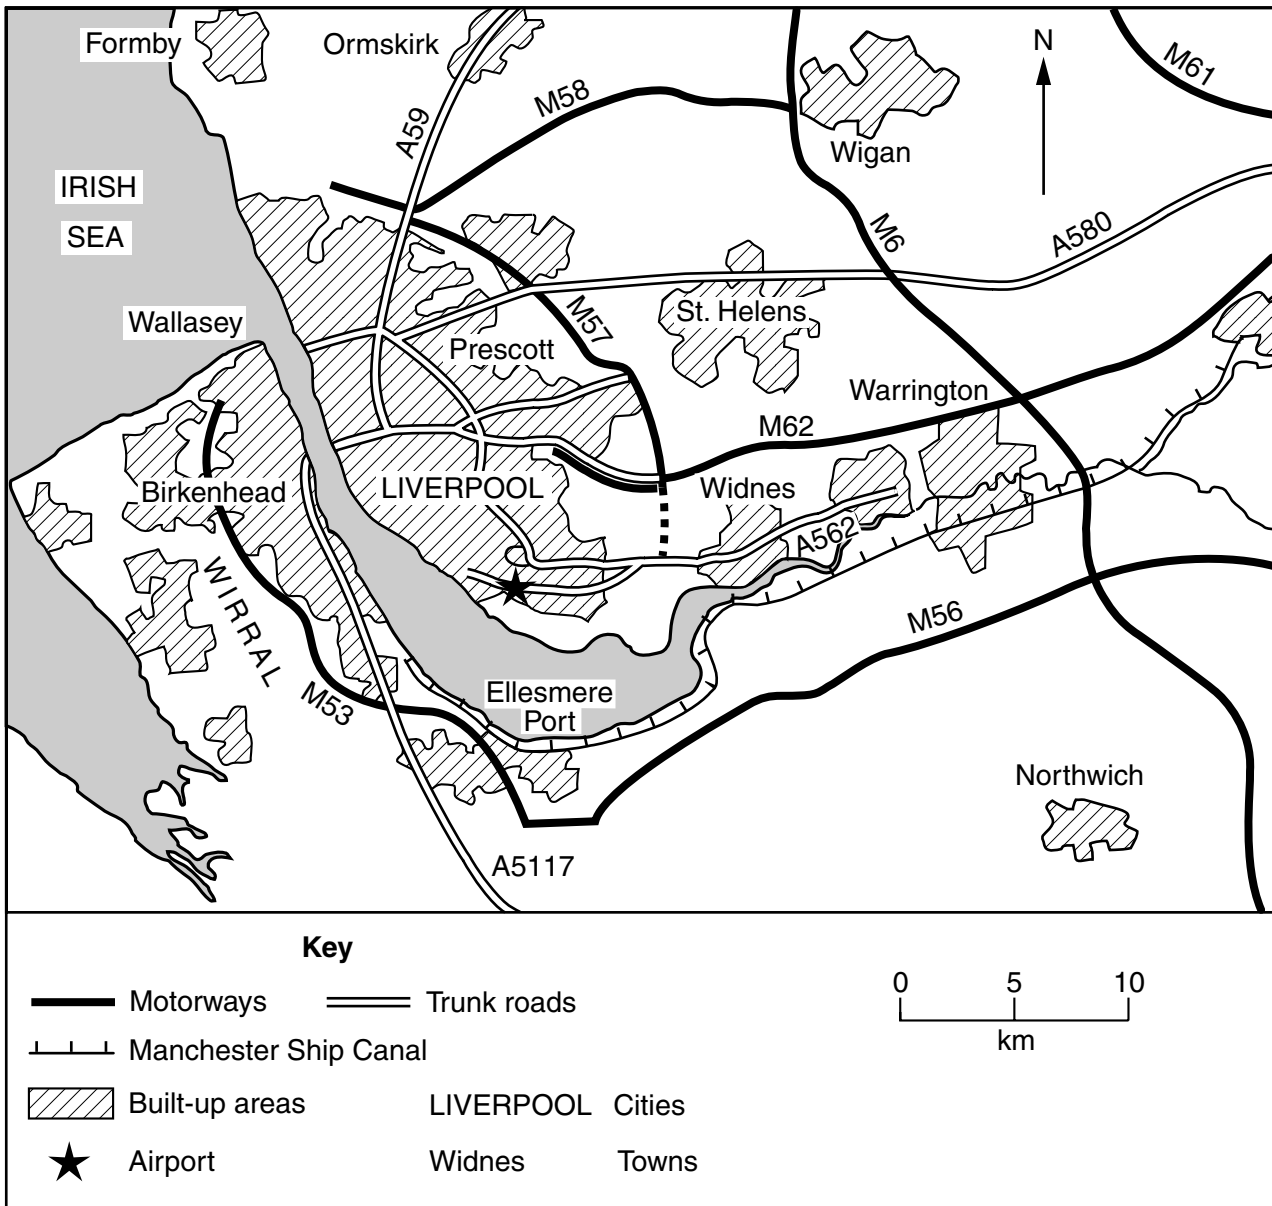 Formby
Ormskirk
N
M61
M58
A59
Wigan
IRISH
SEA
M6
A580
Wallasey
M57
St. Helens
Prescott
Warrington
M62
Birkenhead
LIVERPOOL
Widnes
A562
WIRRAL
M56
M53
Ellesmere
Port
Northwich
A5117
Key
Motorways
Trunk roads
0 5 10
km
Manchester Ship Canal
Built-up areas
LIVERPOOL Cities
Airport
Widnes Towns